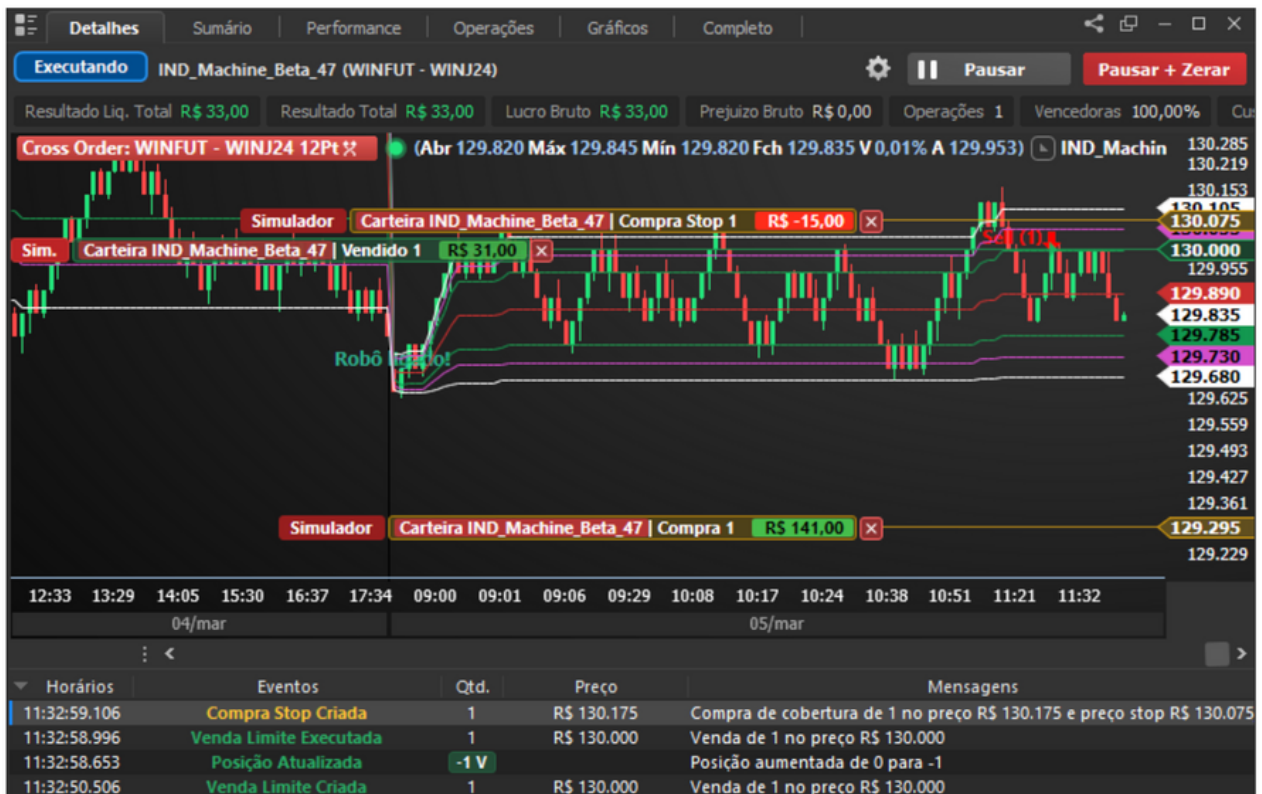 Detalhes Sumário Performance Operações Gráficos Completo
Executando IND_Machine_Beta_47 (WINFUT - WINJ24) Pausar Pausar + Zerar
Resultado Liq. Total R$ 33,00 Resultado Total R$ 33,00 Lucro Bruto R$ 33,00 Prejuizo Bruto R$ 0,00 Operações 1 Vencedoras 100,00% Cu
Cross Order: WINFUT - WINJ24 12Pt (Abr 129.820 Máx 129.845 Mín 129.820 Fch 129.835 V 0,01% A 129.953) IND_Machin
130.285
130.219
130.153
130.105
Simulador Carteira IND_Machine_Beta_47 | Compra Stop 1 R$ -15,00 130.075
Sim. Carteira IND_Machine_Beta_47 | Vendido 1 R$ 31,00 130.000
129.955
129.890
129.835
129.785
129.730
129.680
129.625
129.559
129.493
129.427
129.361
Simulador Carteira IND_Machine_Beta_47 | Compra 1 R$ 141,00 129.295
129.229
12:33 13:29 14:05 15:30 16:37 17:34 09:00 09:01 09:06 09:29 10:08 10:17 10:24 10:38 10:51 11:21 11:32
04/mar 05/mar
Horários Eventos Qtd. Preço Mensagens
11:32:59.106 Compra Stop Criada 1 R$ 130.175 Compra de cobertura de 1 no preço R$ 130.175 e preço stop R$ 130.075
11:32:58.996 Venda Limite Executada 1 R$ 130.000 Venda de 1 no preço R$ 130.000
11:32:58.653 Posição Atualizada -1 V Posição aumentada de 0 para -1
11:32:50.506 Venda Limite Criada 1 R$ 130.000 Venda de 1 no preço R$ 130.000